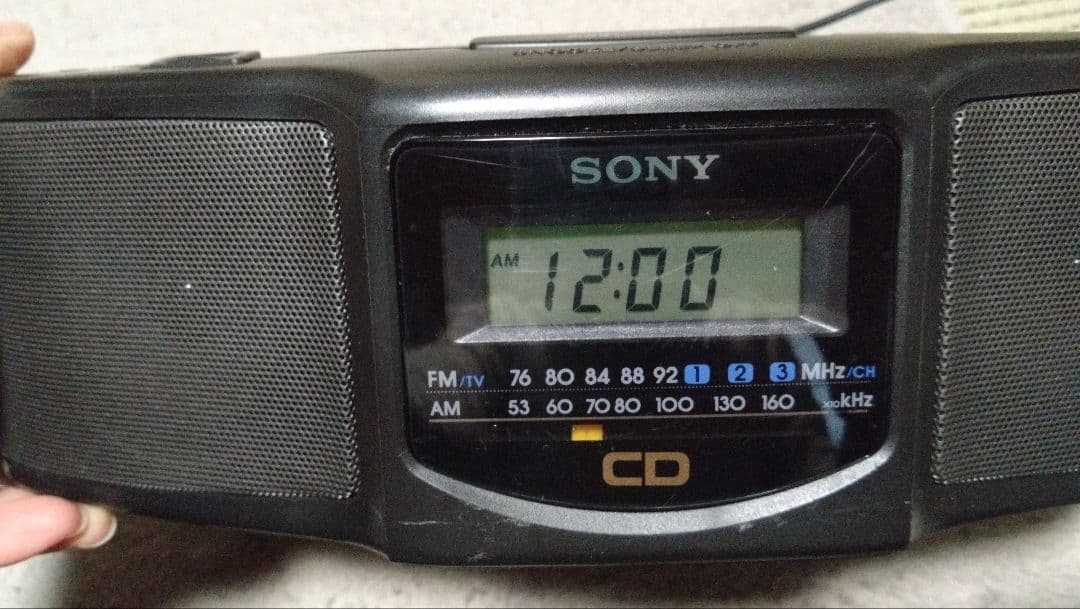 SONY
AM 12:00
FM/TV 76 80 84 88 92 1 2 3 MHz/CH
AM 53 60 70 80 100 130 160 x10kHz
CD